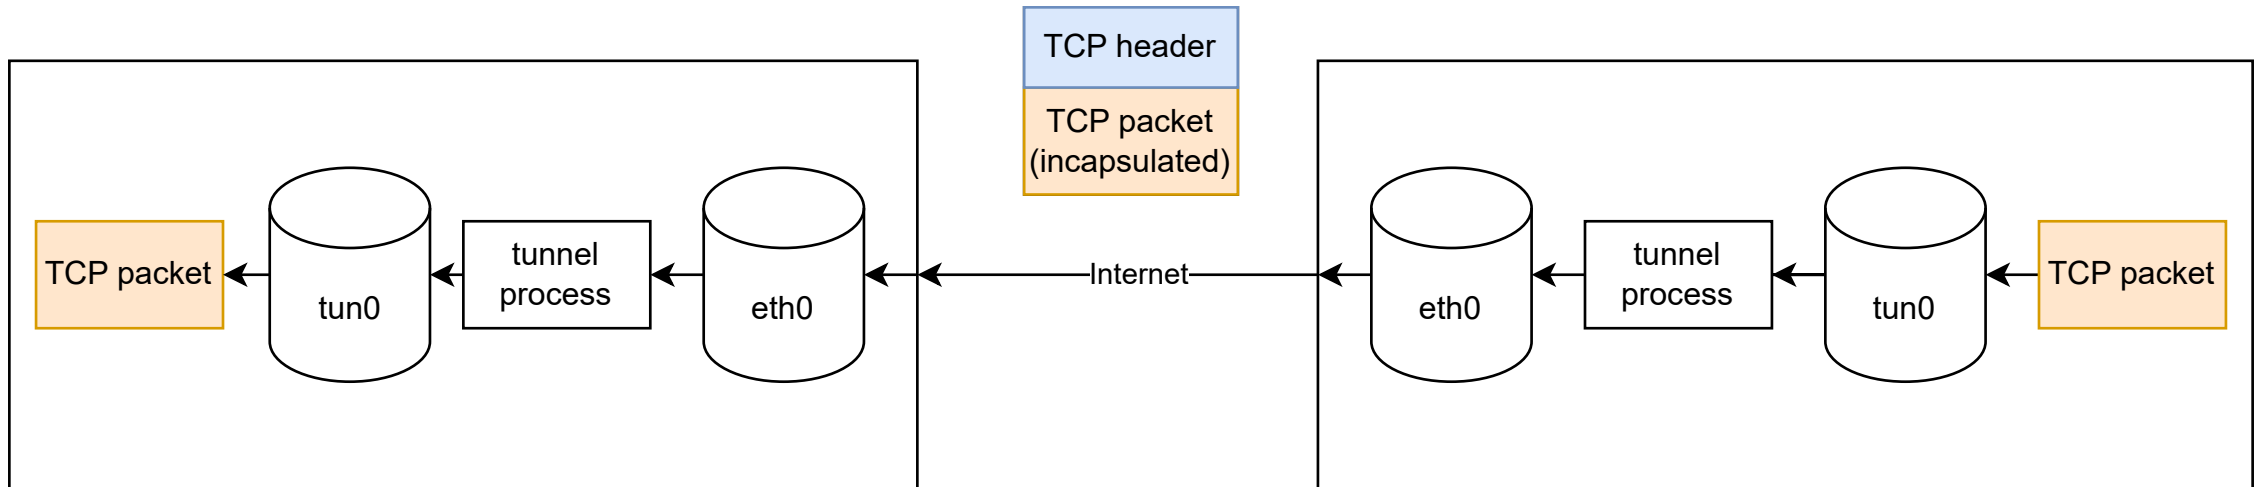 TCP header
TCP packet
(incapsulated)
TCP packet
tun0
tunnel
process
eth0
Internet
eth0
tunnel
process
tun0
TCP packet